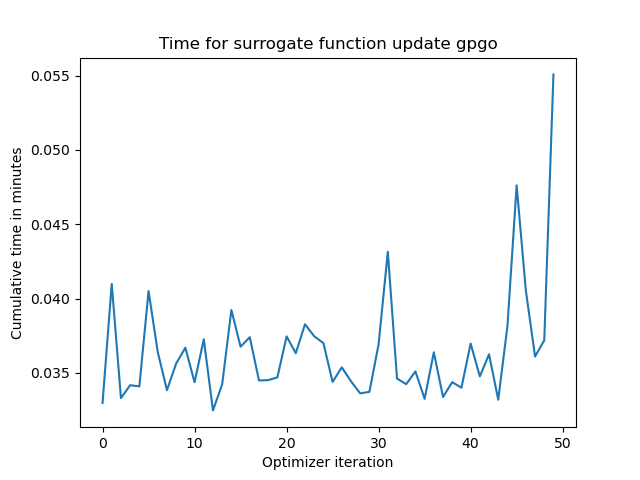 Time for surrogate function update gpgo
Cumulative time in minutes
0.055
0.050
0.045
0.040
0.035
0 10 20 30 40 50
Optimizer iteration